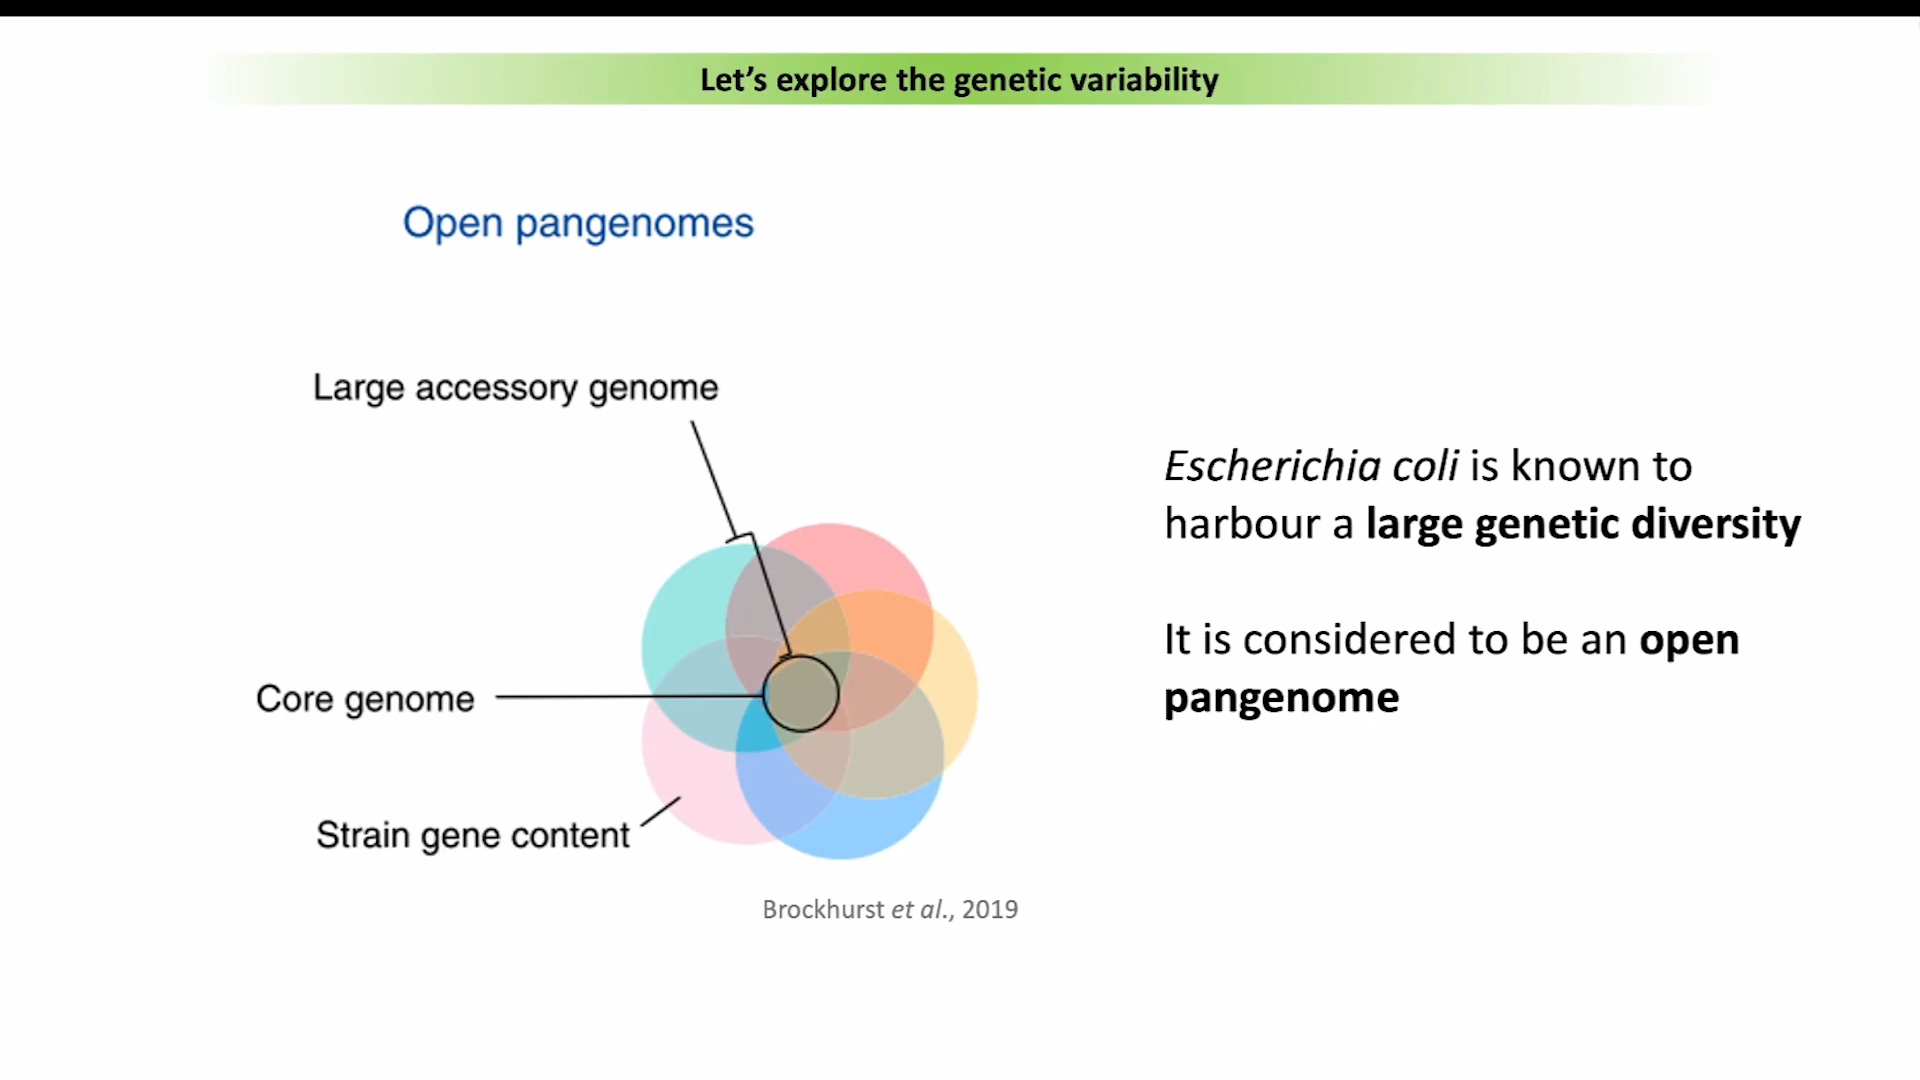 Let’s explore the genetic variability
Open pangenomes
Large accessory genome
Core genome
Strain gene content
Brockhurst et al., 2019
Escherichia coli is known to
harbour a large genetic diversity
It is considered to be an open
pangenome